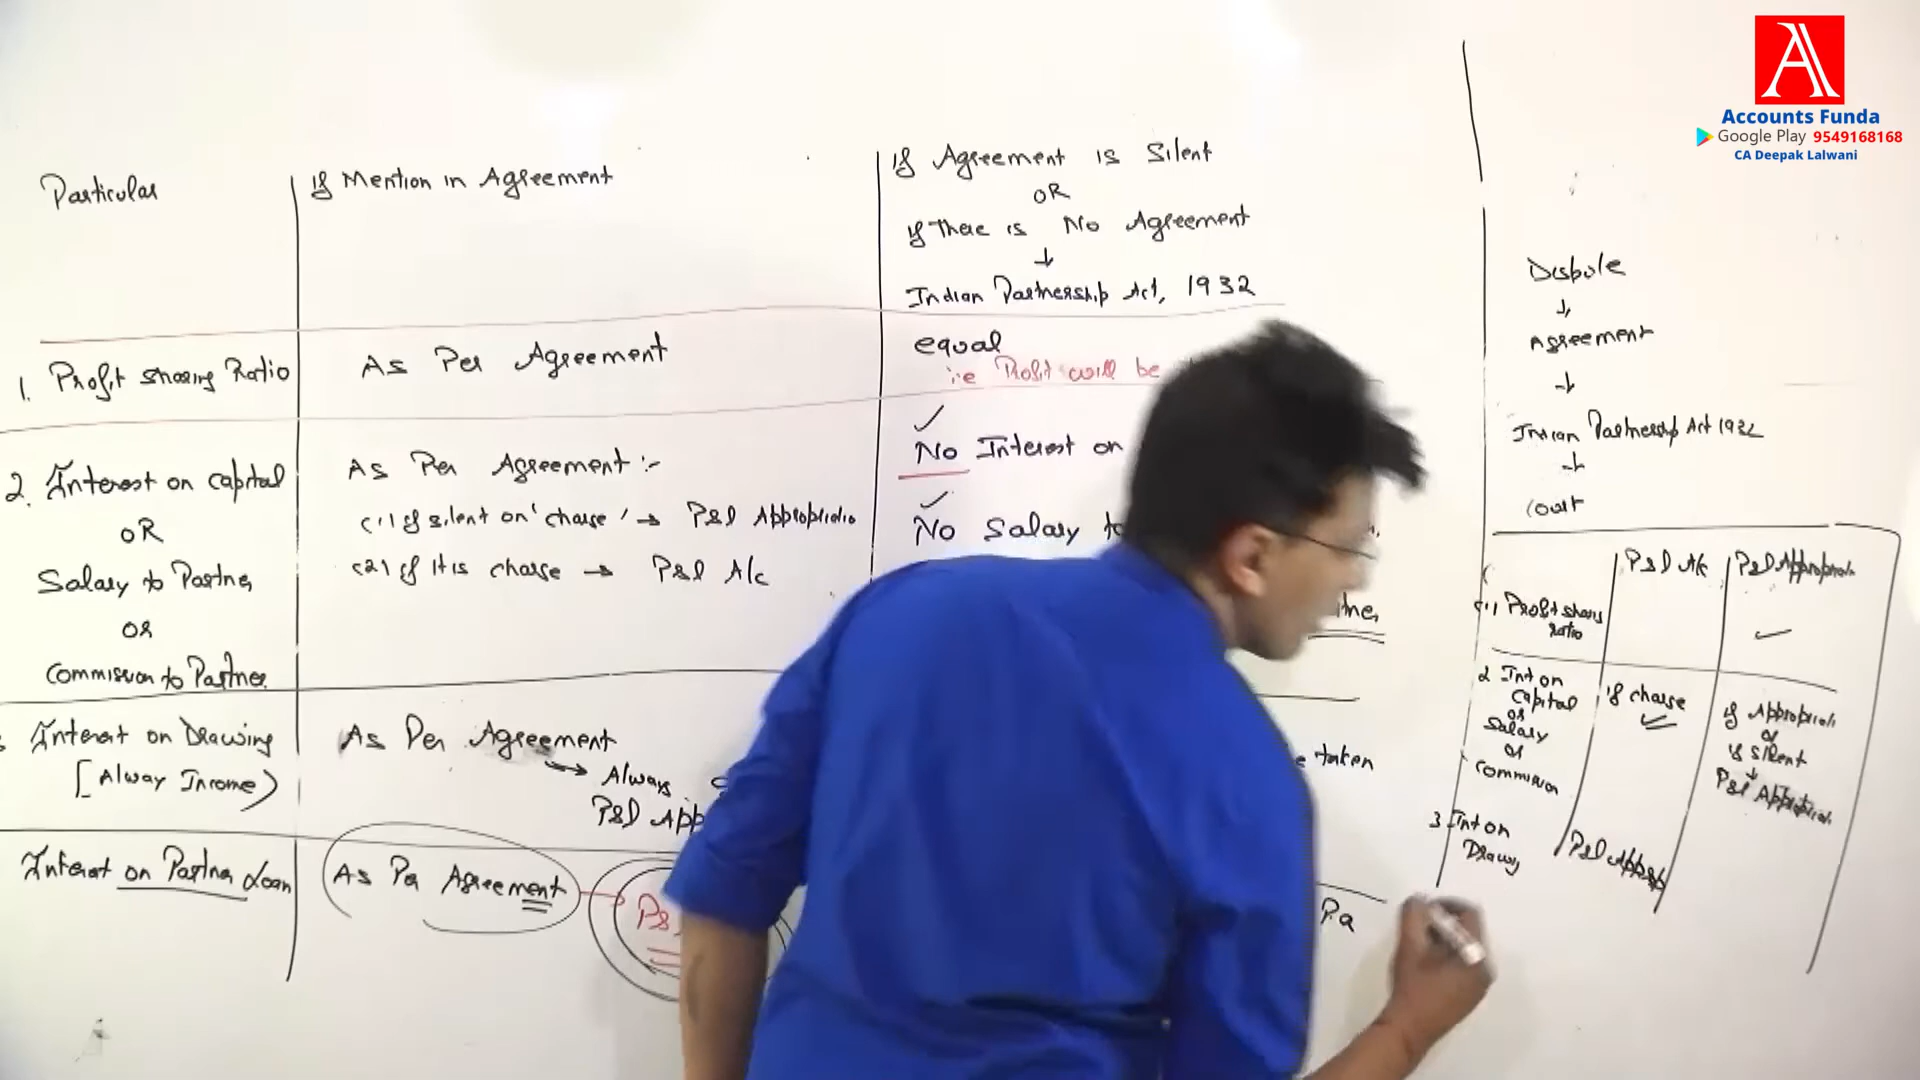 Accounts Funda
Google Play 9549168168
CA Deepak Lalwani
Particular
if Mention in Agreement
if Agreement is Silent
OR
if There is No Agreement
Indian Partnership Act, 1932
1. Profit sharing Ratio
As Per Agreement
equal
i.e Profit will be
2. Interest on capital
OR
Salary to Partner
OR
Commission to Partner
As Per Agreement :-
(1) if silent on 'charge' → P&L Appropriatio
(2) if it is charge → P&L A/c
No Interest on
No Salary to
Interest on Drawing
[Alway Income)
As Per Agreement
Always
P&L App
taken
Interest on Partner Loan
As Per Agreement
P&
Pa
Dispute
Agreement
Indian Partnership Act 1932
Court
P&L A/c P&L Appropriati
(1) Profit sharing
ratio
2 Int on
capital
or
Salary
or
commission
if charge
if Appropriati
or
if silent
P&L Appropriati
3 Int on
Drawing
P&L Approp